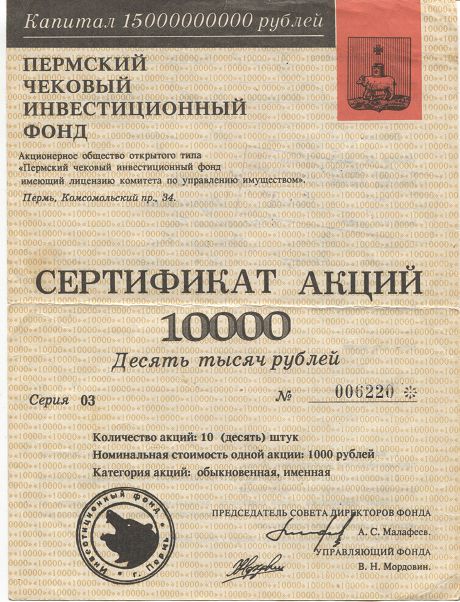 Капитал 15000000000 рублей
ПЕРМСКИЙ
ЧЕКОВЫЙ
ИНВЕСТИЦИОННЫЙ
ФОНД
Акционерное общество открытого типа
«Пермский чековый инвестиционный фонд
имеющий лицензию комитета по управлению имуществом».
Пермь, Комсомольский пр., 34.
СЕРТИФИКАТ АКЦИЙ
10000
Десять тысяч рублей
Серия 03 № 006220 ※
Количество акций: 10 (десять) штук
Номинальная стоимость одной акции: 1000 рублей
Категория акций: обыкновенная, именная
Инвестиционный фонд
г. Пермь
ПРЕДСЕДАТЕЛЬ СОВЕТА ДИРЕКТОРОВ ФОНДА
А. С. Малафеев.
УПРАВЛЯЮЩИЙ ФОНДА
В. Н. Мордовин.